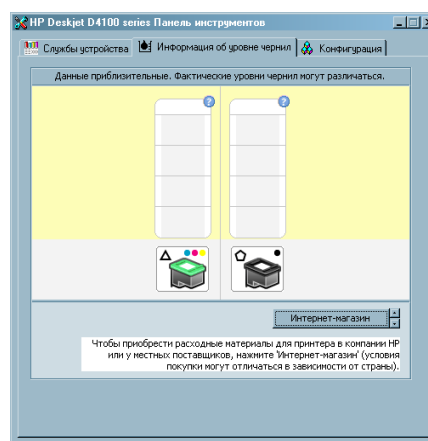 HP Deskjet D4100 series Панель инструментов
Службы устройства Информация об уровне чернил Конфигурация
Данные приблизительные. Фактические уровни чернил могут различаться.
? ?
Интернет-магазин
Чтобы приобрести расходные материалы для принтера в компании HP
или у местных поставщиков, нажмите 'Интернет-магазин' (условия
покупки могут отличаться в зависимости от страны).